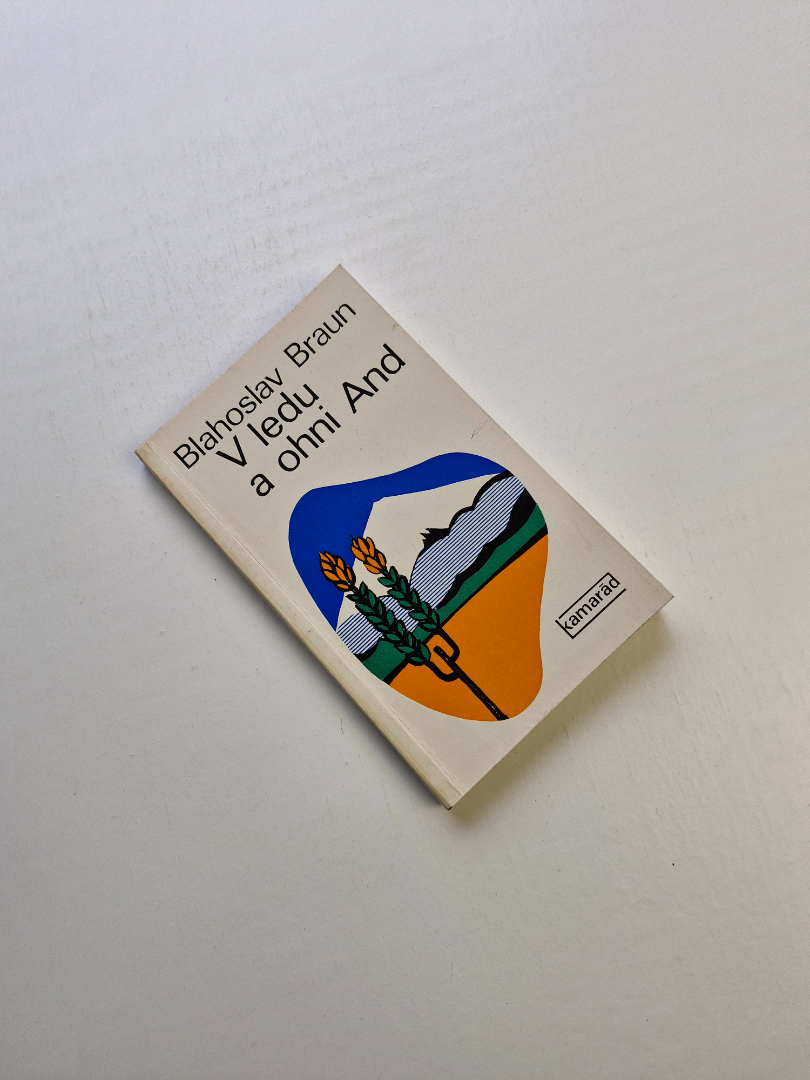 Blahoslav Braun
V ledu
a ohni And
kamarád